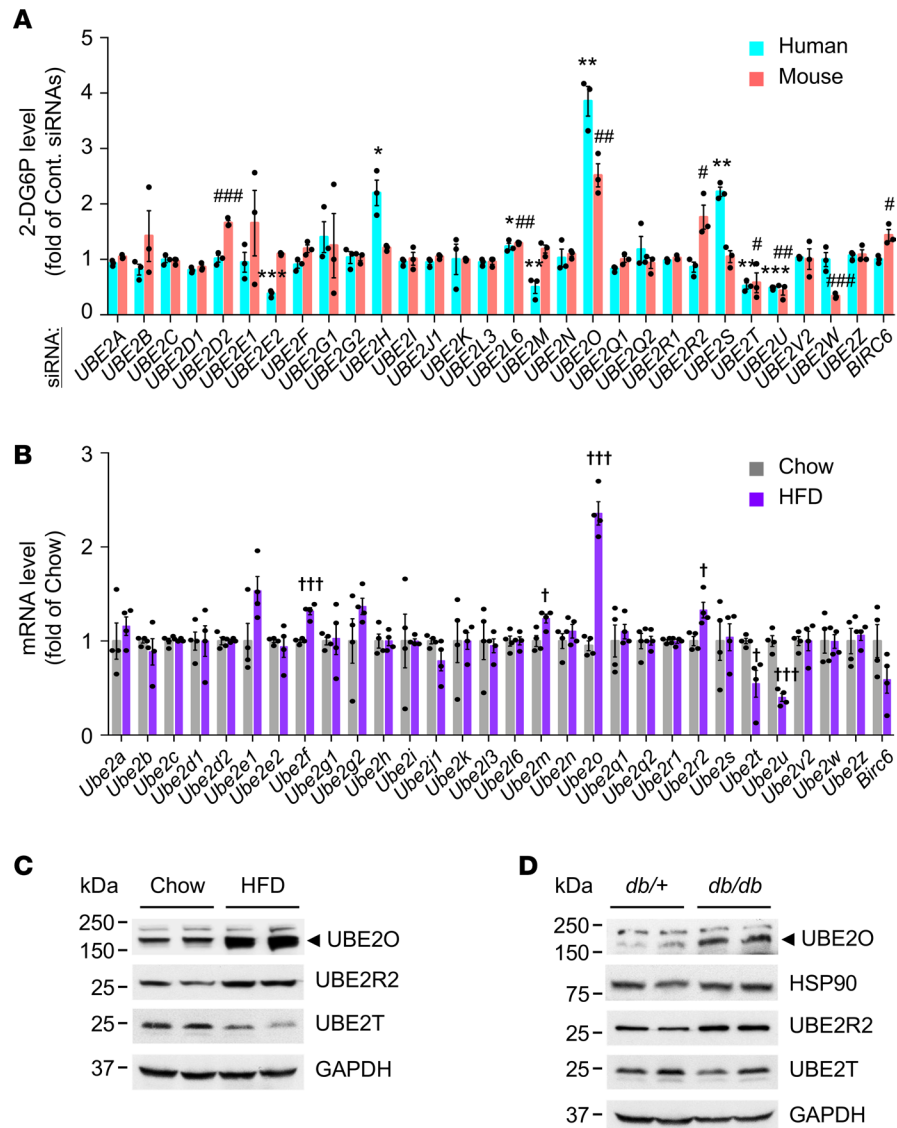 A
2-DG6P level
(fold of Cont. siRNAs)
5
4
3
2
1
0
Human
Mouse
###
***
*
* ##
**
**
##
#
**
** #
*** ##
###
#
siRNA:
UBE2A
UBE2B
UBE2C
UBE2D1
UBE2D2
UBE2E1
UBE2E2
UBE2F
UBE2G1
UBE2G2
UBE2H
UBE2I
UBE2J1
UBE2K
UBE2L3
UBE2L6
UBE2M
UBE2N
UBE2O
UBE2Q1
UBE2Q2
UBE2R1
UBE2R2
UBE2S
UBE2T
UBE2U
UBE2V2
UBE2W
UBE2Z
BIRC6
B
mRNA level
(fold of Chow)
3
2
1
0
Chow
HFD
†††
†
†††
†
†
†††
Ube2a
Ube2b
Ube2c
Ube2d1
Ube2d2
Ube2e1
Ube2e2
Ube2f
Ube2g1
Ube2g2
Ube2h
Ube2i
Ube2j1
Ube2k
Ube2l3
Ube2l6
Ube2m
Ube2n
Ube2o
Ube2q1
Ube2q2
Ube2r1
Ube2r2
Ube2s
Ube2t
Ube2u
Ube2v2
Ube2w
Ube2z
Birc6
C
kDa Chow HFD
250
150
UBE2O
25
UBE2R2
25
UBE2T
37
GAPDH
D
kDa db/+ db/db
250
150
UBE2O
75
HSP90
25
UBE2R2
25
UBE2T
37
GAPDH